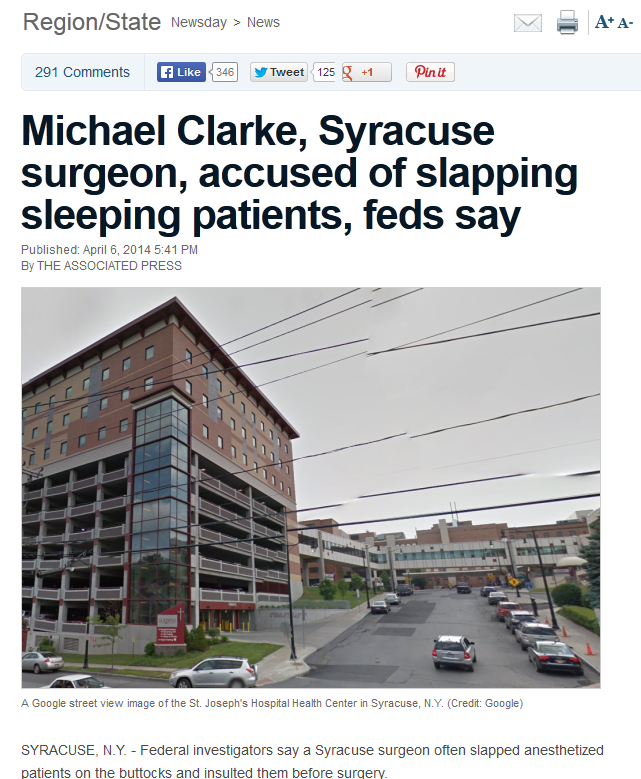 Region/State Newsday > News A+ A-
291 Comments Like 346 Tweet 125 +1 Pin it
Michael Clarke, Syracuse
surgeon, accused of slapping
sleeping patients, feds say
Published: April 6, 2014 5:41 PM
By THE ASSOCIATED PRESS
A Google street view image of the St. Joseph's Hospital Health Center in Syracuse, N.Y. (Credit: Google)
SYRACUSE, N.Y. - Federal investigators say a Syracuse surgeon often slapped anesthetized
patients on the buttocks and insulted them before surgery.